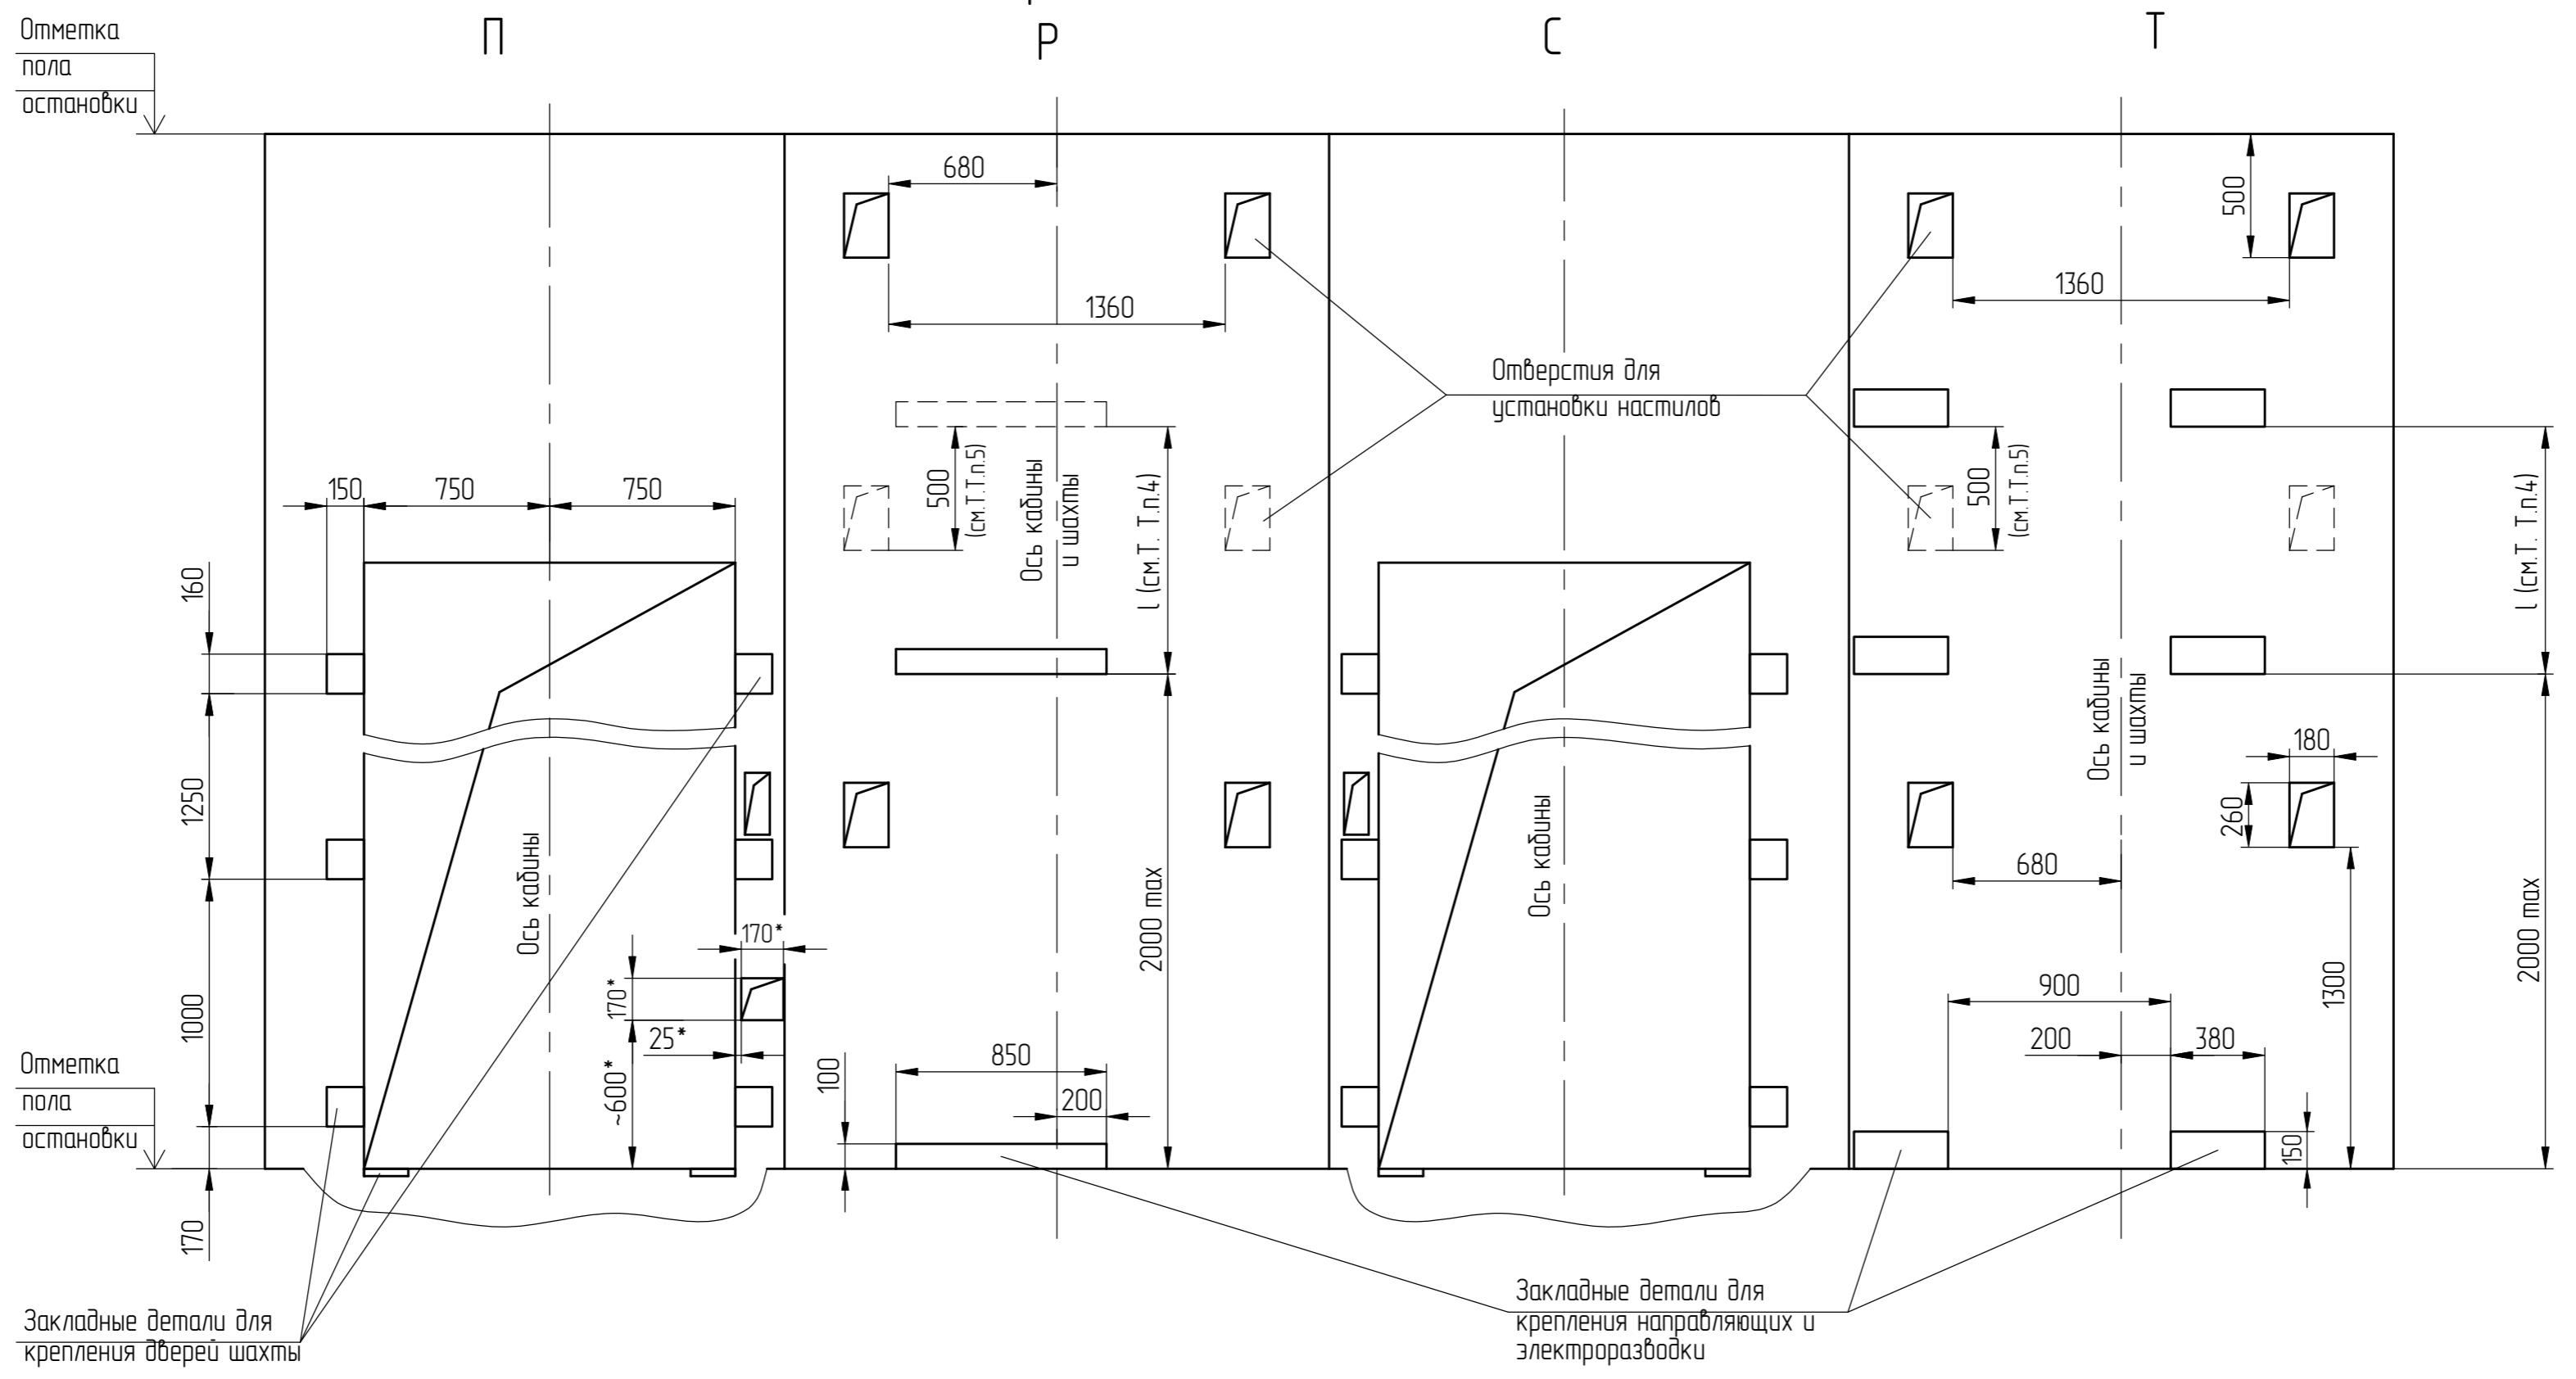 П
Р
С
Т
Отметка
пола
остановки
680
500
1360
1360
Отверстия для
установки настилов
500
(см.Т.Т.п.5)
Ось кабины
и шахты
l (см.Т. Т.п.4)
500
(см.Т.Т.п.5)
l (см.Т. Т.п.4)
150
750
750
160
1250
1000
170
Ось кабины
170*
170*
25*
~600*
2000 max
100
850
200
Ось кабины
Ось кабины
и шахты
180
260
680
1300
2000 max
900
200
380
150
Отметка
пола
остановки
Закладные детали для
крепления дверей шахты
Закладные детали для
крепления направляющих и
электроразводки